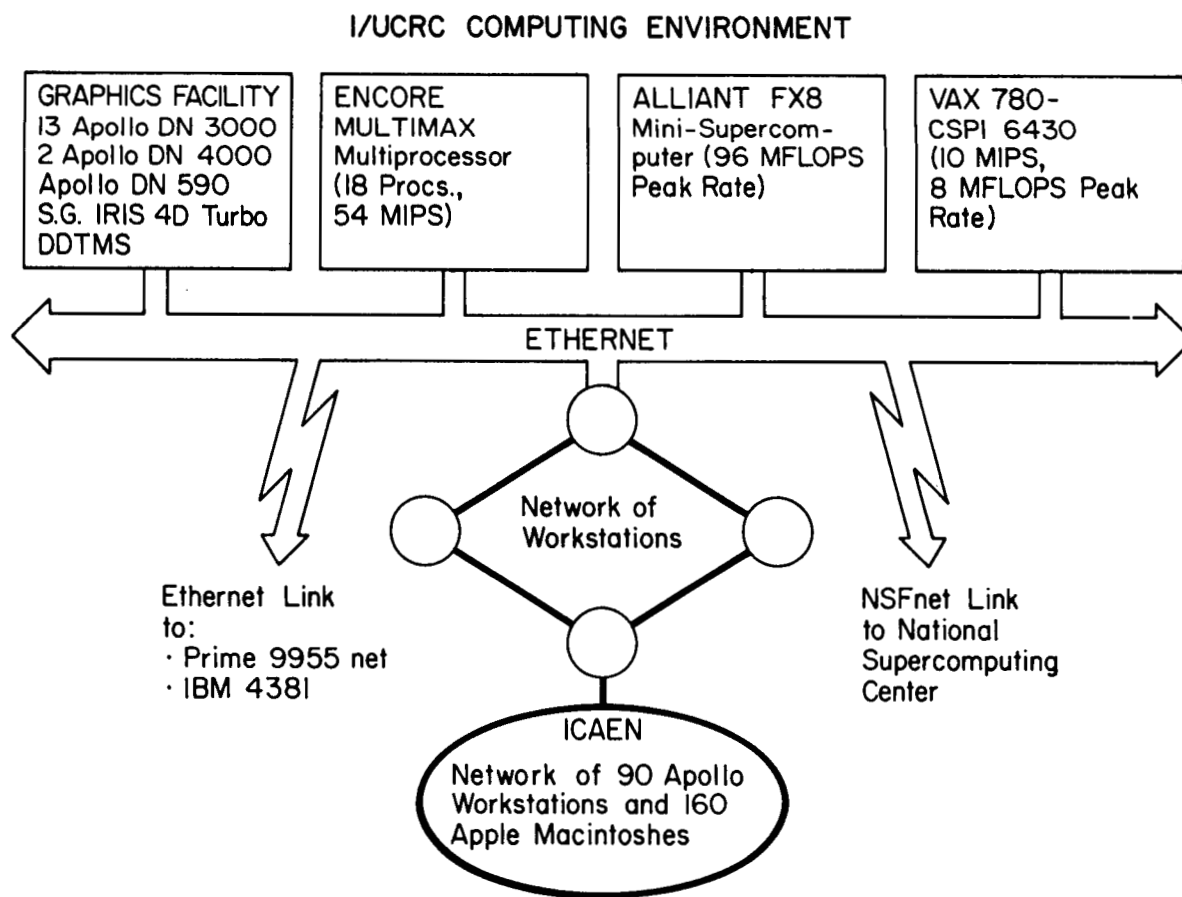 I/UCRC COMPUTING ENVIRONMENT
GRAPHICS FACILITY
13 Apollo DN 3000
2 Apollo DN 4000
Apollo DN 590
S.G. IRIS 4D Turbo
DDTMS
ENCORE
MULTIMAX
Multiprocessor
(18 Procs.,
54 MIPS)
ALLIANT FX8
Mini-Supercom-
puter (96 MFLOPS
Peak Rate)
VAX 780-
CSPI 6430
(10 MIPS,
8 MFLOPS Peak
Rate)
ETHERNET
Network of
Workstations
Ethernet Link
to:
· Prime 9955 net
· IBM 4381
NSFnet Link
to National
Supercomputing
Center
ICAEN
Network of 90 Apollo
Workstations and 160
Apple Macintoshes